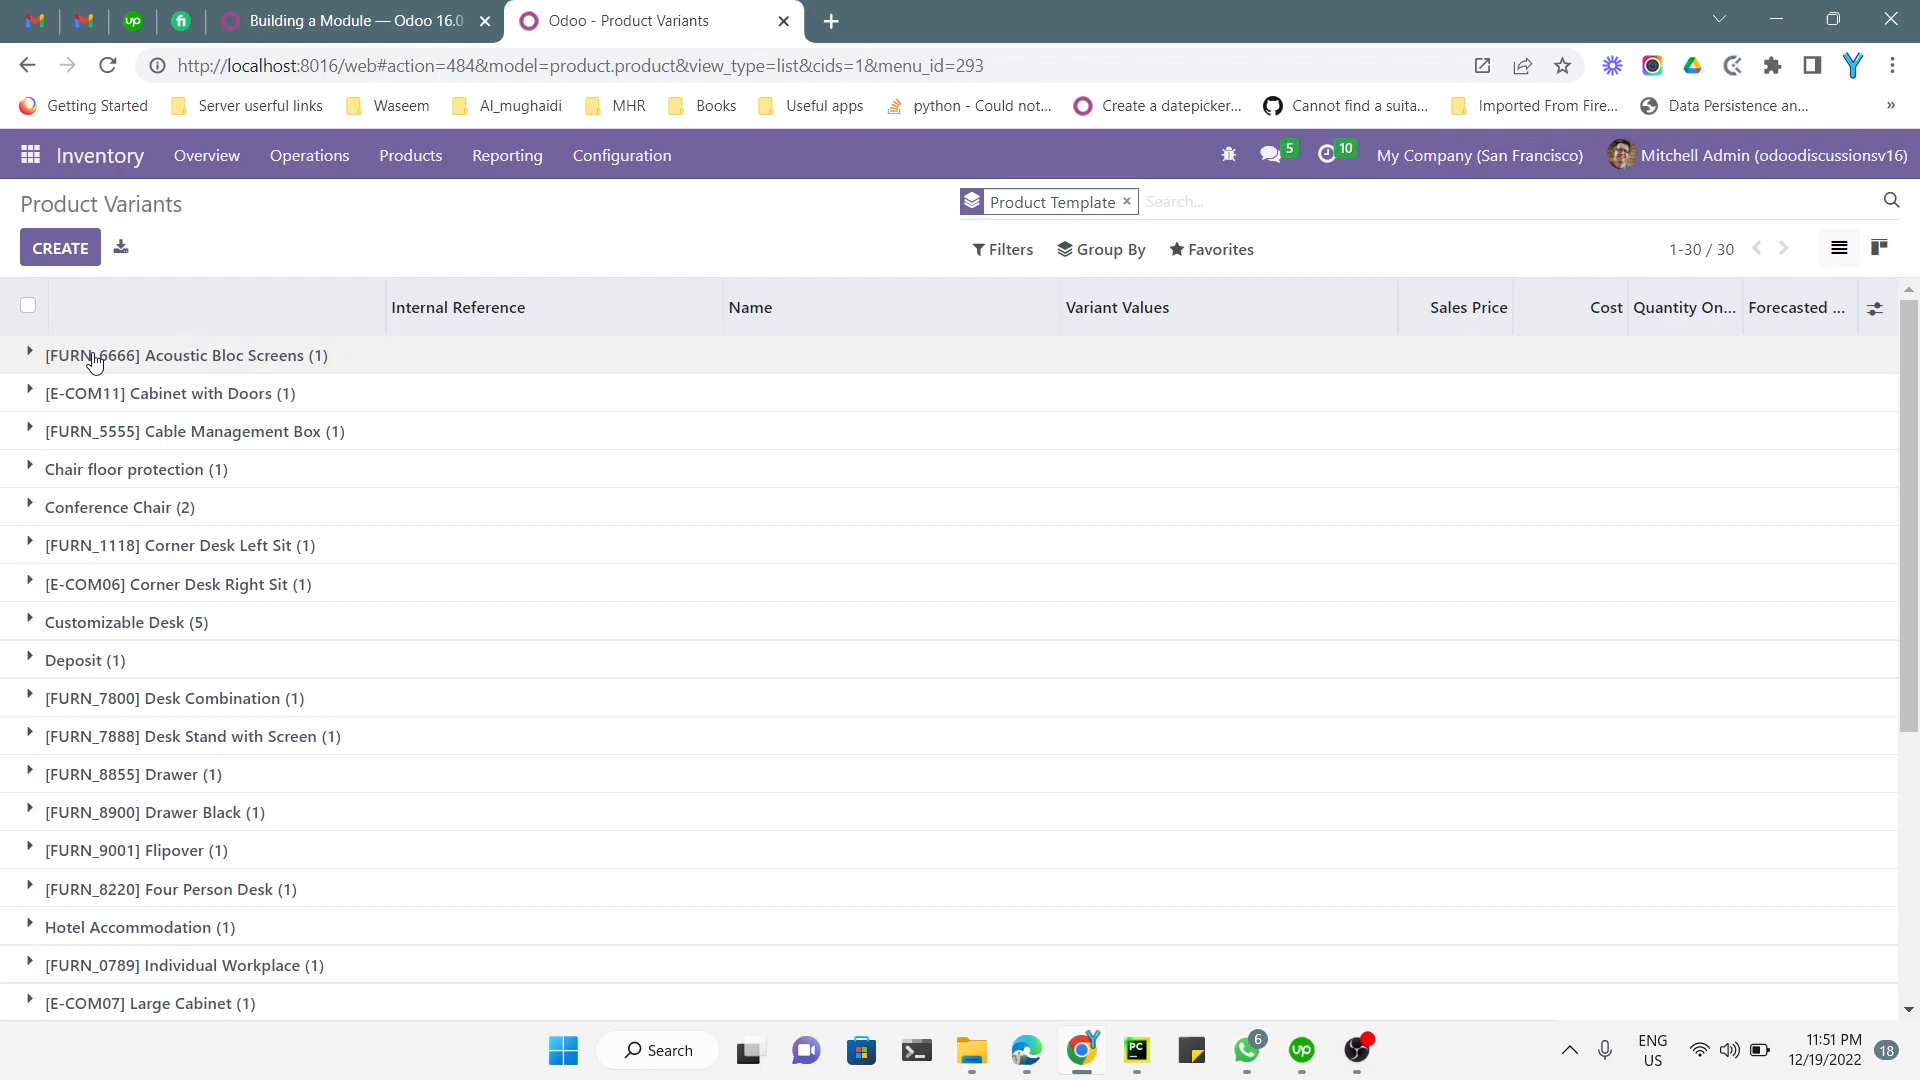 Building a Module — Odoo 16.0
Odoo - Product Variants
http://localhost:8016/web#action=484&model=product.product&view_type=list&cids=1&menu_id=293
Getting Started
Server useful links
Waseem
Al_mughaidi
MHR
Books
Useful apps
python - Could not...
Create a datepicker...
Cannot find a suita...
Imported From Fire...
Data Persistence an...
»
Inventory
Overview
Operations
Products
Reporting
Configuration
5
10
My Company (San Francisco)
Mitchell Admin (odoodiscussionsv16)
Product Variants
Product Template ×
Search...
CREATE
Filters
Group By
Favorites
1-30 / 30
Internal Reference
Name
Variant Values
Sales Price
Cost
Quantity On...
Forecasted ...
[FURN_6666] Acoustic Bloc Screens (1)
[E-COM11] Cabinet with Doors (1)
[FURN_5555] Cable Management Box (1)
Chair floor protection (1)
Conference Chair (2)
[FURN_1118] Corner Desk Left Sit (1)
[E-COM06] Corner Desk Right Sit (1)
Customizable Desk (5)
Deposit (1)
[FURN_7800] Desk Combination (1)
[FURN_7888] Desk Stand with Screen (1)
[FURN_8855] Drawer (1)
[FURN_8900] Drawer Black (1)
[FURN_9001] Flipover (1)
[FURN_8220] Four Person Desk (1)
Hotel Accommodation (1)
[FURN_0789] Individual Workplace (1)
[E-COM07] Large Cabinet (1)
Search
PC
6
up
ENG
US
11:51 PM
12/19/2022
18